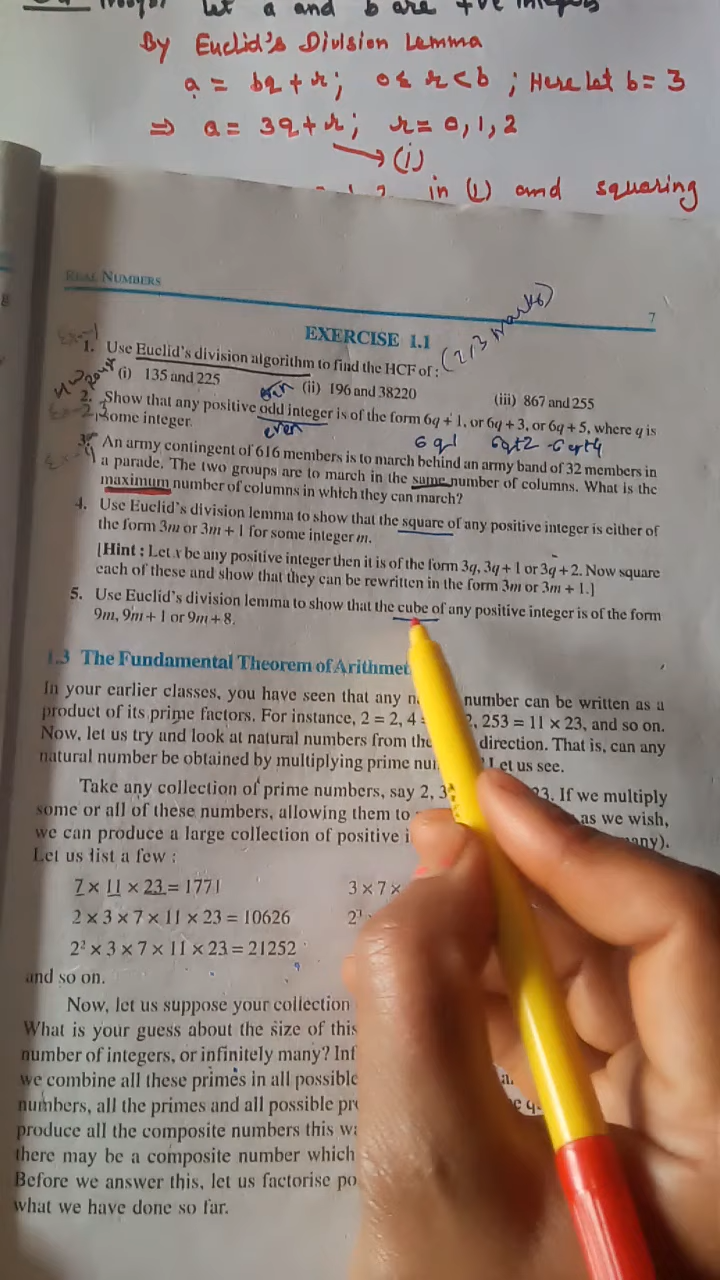 let a and b are +ve integers
By Euclid's Division Lemma
a = bq + r; 0 ≤ r < b ; Here let b = 3
⇒ a = 3q + r; r = 0, 1, 2
→ (i)
in (i) and squaring
REAL NUMBERS
7
EXERCISE 1.1
(2,3 marks)
1. Use Euclid's division algorithm to find the HCF of :
(i) 135 and 225
(ii) 196 and 38220
(iii) 867 and 255
2. Show that any positive odd integer is of the form 6q + 1, or 6q + 3, or 6q + 5, where q is
some integer.
even
6q+2
6q+4
3. An army contingent of 616 members is to march behind an army band of 32 members in
a parade. The two groups are to march in the same number of columns. What is the
maximum number of columns in which they can march?
4. Use Euclid's division lemma to show that the square of any positive integer is either of
the form 3m or 3m + 1 for some integer m.
[Hint : Let x be any positive integer then it is of the form 3q, 3q + 1 or 3q + 2. Now square
each of these and show that they can be rewritten in the form 3m or 3m + 1.]
5. Use Euclid's division lemma to show that the cube of any positive integer is of the form
9m, 9m + 1 or 9m + 8.
1.3 The Fundamental Theorem of Arithmet
In your earlier classes, you have seen that any n number can be written as a
product of its prime factors. For instance, 2 = 2, 4 = 2, 253 = 11 × 23, and so on.
Now, let us try and look at natural numbers from the direction. That is, can any
natural number be obtained by multiplying prime nu Let us see.
Take any collection of prime numbers, say 2, 3 23. If we multiply
some or all of these numbers, allowing them to as we wish,
we can produce a large collection of positive i many).
Let us list a few :
7 × 11 × 23 = 1771
3 × 7 ×
2 × 3 × 7 × 11 × 23 = 10626
2² × 3 × 7 × 11 × 23 = 21252
and so on.
Now, let us suppose your collection
What is your guess about the size of this
number of integers, or infinitely many? Inf
we combine all these primes in all possible
numbers, all the primes and all possible pr
produce all the composite numbers this wa
there may be a composite number which
Before we answer this, let us factorise po
what we have done so far.